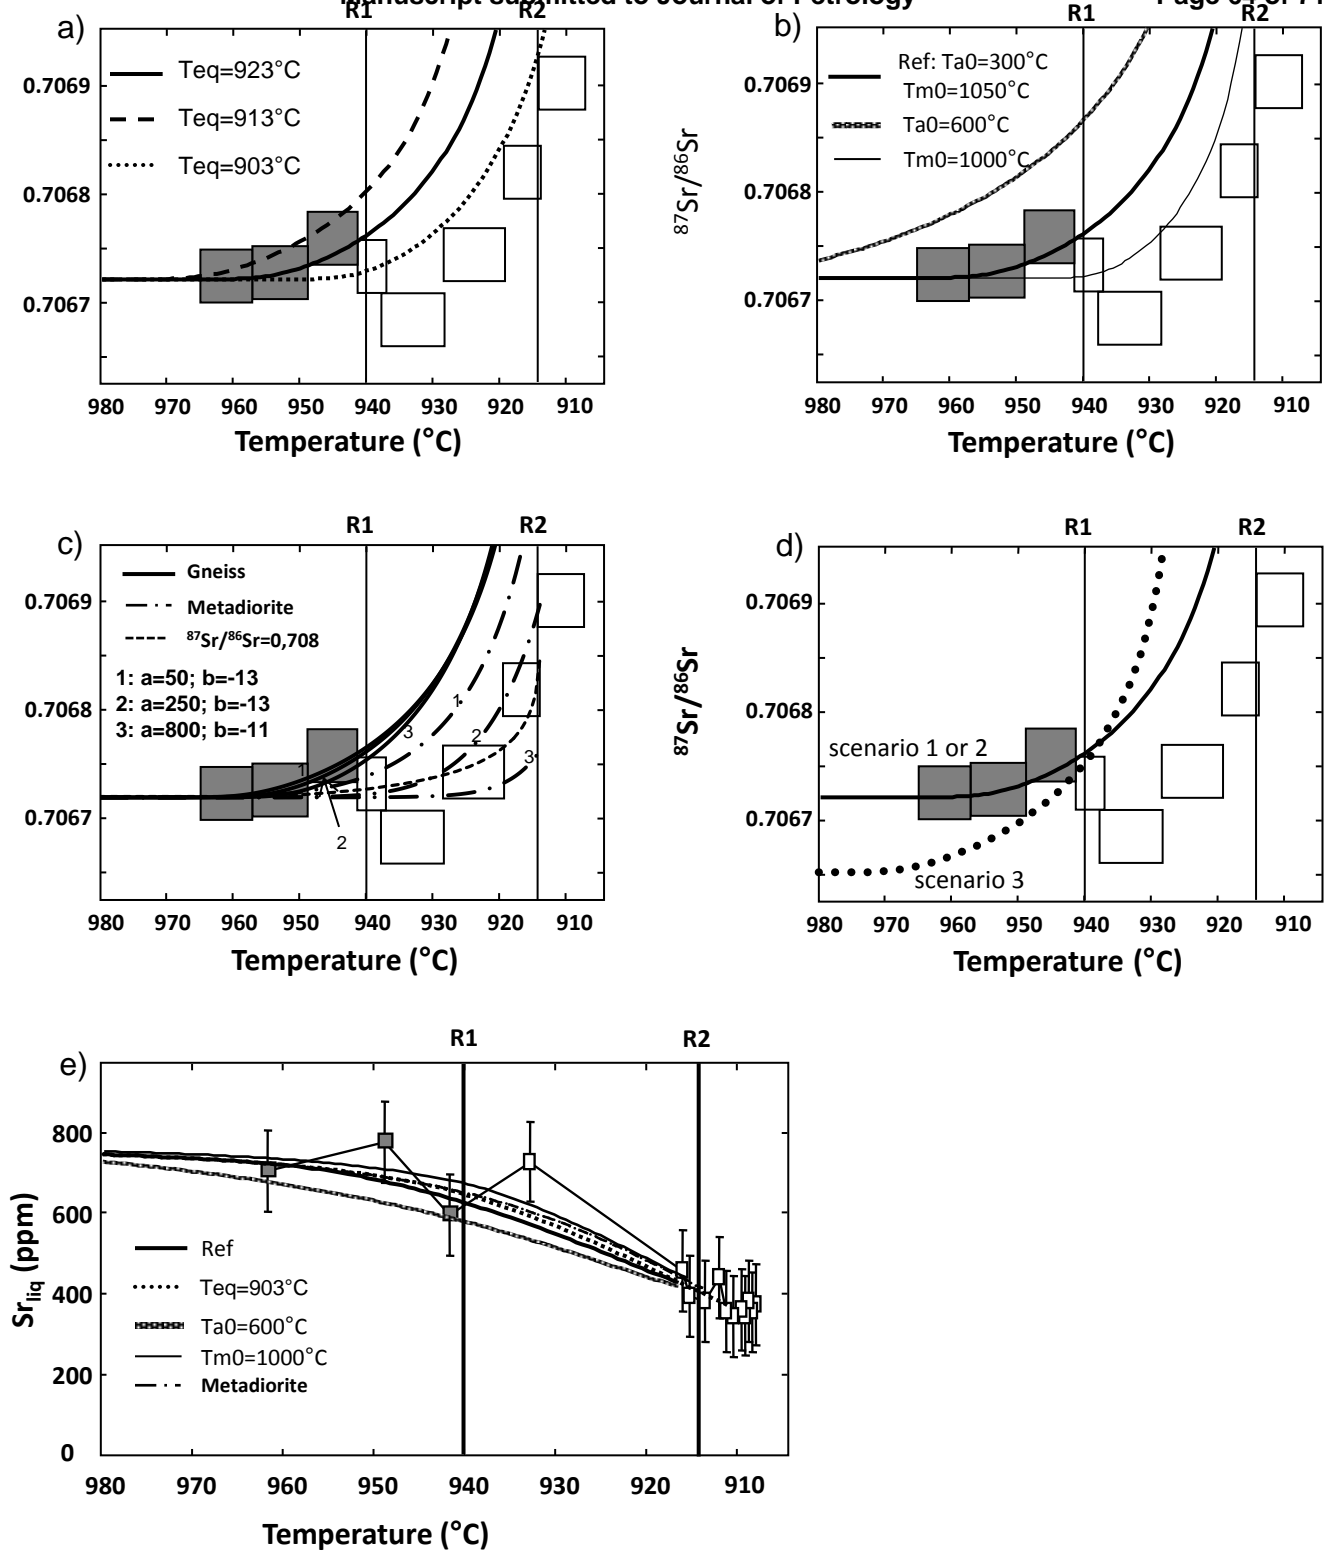 Manuscript submitted to Journal of Petrology
a)
R1
R2
0.7069
0.7068
0.7067
Teq=923°C
Teq=913°C
Teq=903°C
980 970 960 950 940 930 920 910
Temperature (°C)
b)
R1
R2
87Sr/86Sr
0.7069
0.7068
0.7067
Ref: Ta0=300°C
Tm0=1050°C
Ta0=600°C
Tm0=1000°C
980 970 960 950 940 930 920 910
Temperature (°C)
c)
R1
R2
0.7069
0.7068
0.7067
Gneiss
Metadiorite
87Sr/86Sr=0,708
1: a=50; b=-13
2: a=250; b=-13
3: a=800; b=-11
1
3
2
1
2
3
980 970 960 950 940 930 920 910
Temperature (°C)
d)
R1
R2
87Sr/86Sr
0.7069
0.7068
0.7067
scenario 1 or 2
scenario 3
980 970 960 950 940 930 920 910
Temperature (°C)
e)
R1
R2
Srliq (ppm)
800
600
400
200
0
Ref
Teq=903°C
Ta0=600°C
Tm0=1000°C
Metadiorite
980 970 960 950 940 930 920 910
Temperature (°C)